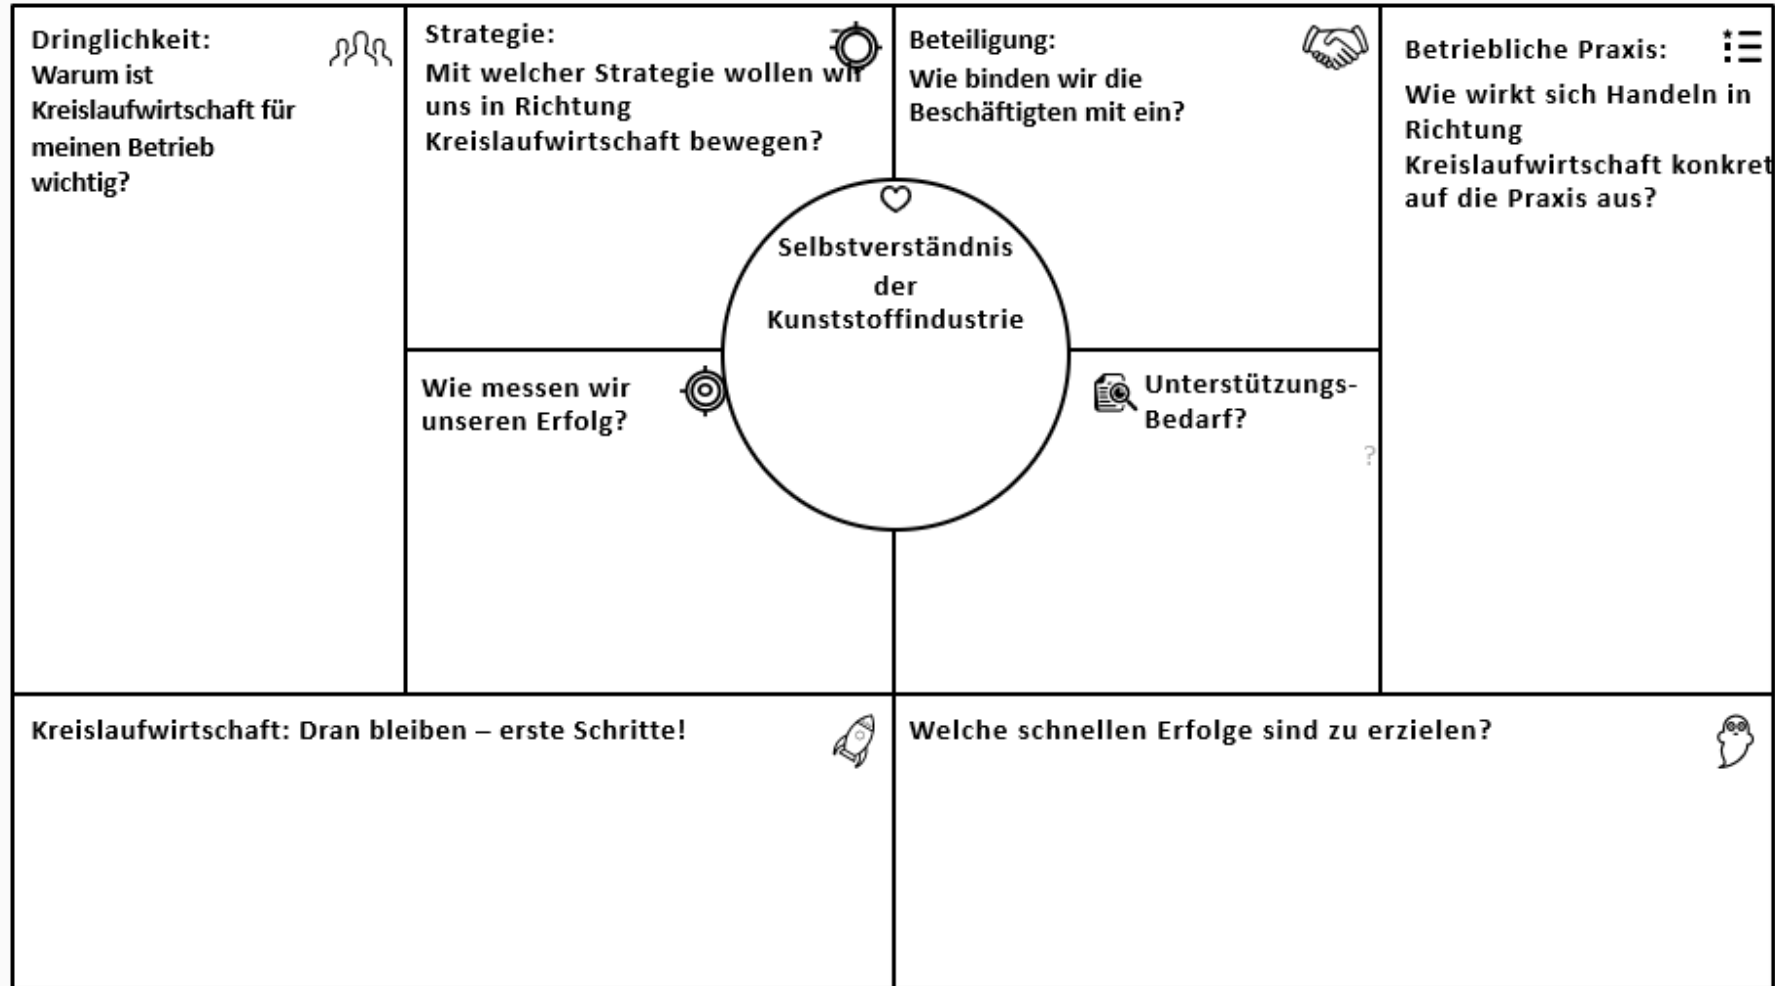 Dringlichkeit:
Warum ist
Kreislaufwirtschaft für
meinen Betrieb
wichtig?
Strategie:
Mit welcher Strategie wollen wir
uns in Richtung
Kreislaufwirtschaft bewegen?
Beteiligung:
Wie binden wir die
Beschäftigten mit ein?
Betriebliche Praxis:
Wie wirkt sich Handeln in
Richtung
Kreislaufwirtschaft konkret
auf die Praxis aus?
Selbstverständnis
der
Kunststoffindustrie
Wie messen wir
unseren Erfolg?
Unterstützungs-
Bedarf?
?
Kreislaufwirtschaft: Dran bleiben – erste Schritte!
Welche schnellen Erfolge sind zu erzielen?